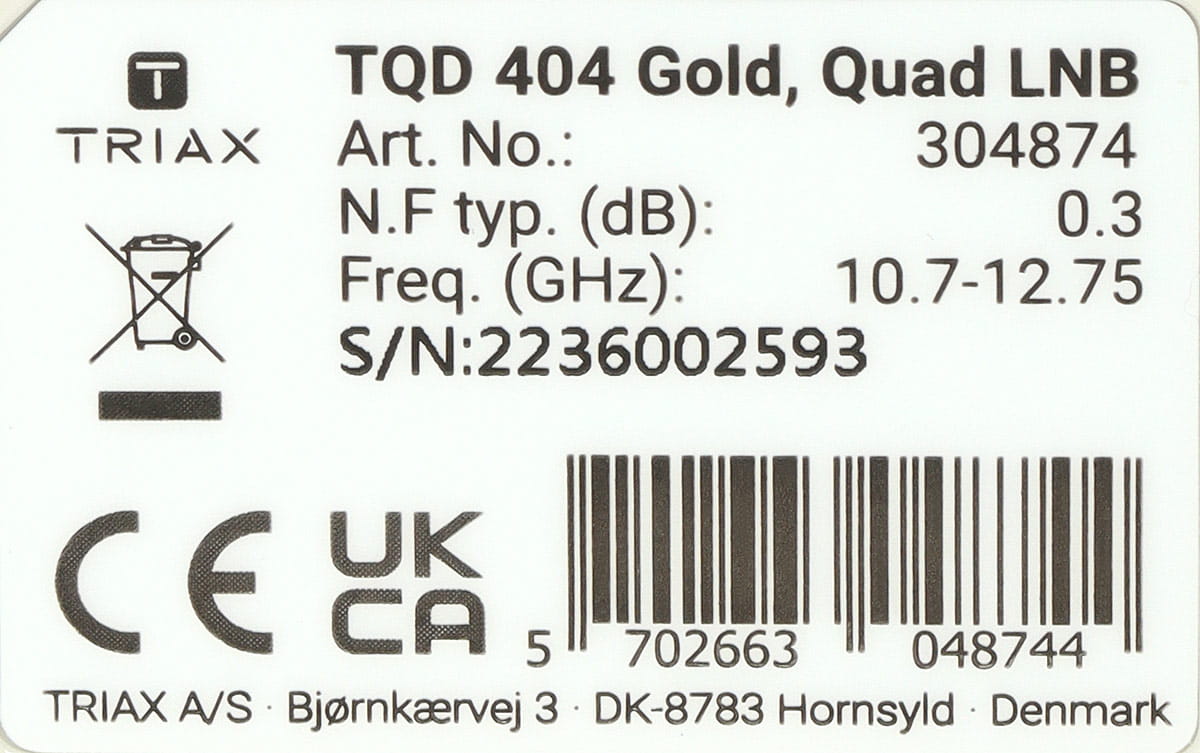 T
TRIAX
TQD 404 Gold, Quad LNB
Art. No.: 304874
N.F typ. (dB): 0.3
Freq. (GHz): 10.7-12.75
S/N:2236002593
CE
UK
CA
5 702663 048744
TRIAX A/S · Bjørnkærvej 3 · DK-8783 Hornsyld · Denmark